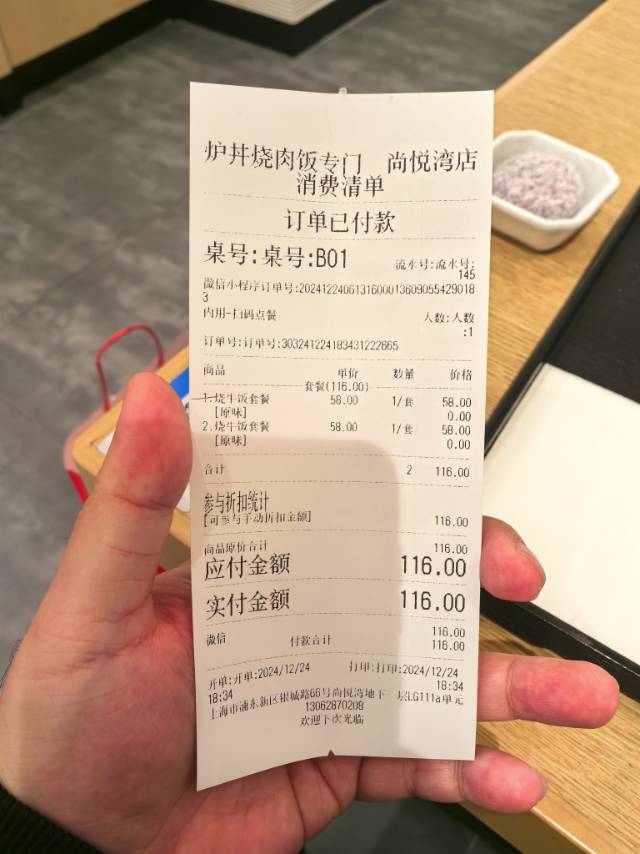 炉丼烧肉饭专门 尚悦湾店
消费清单
订单已付款
桌号:桌号:B01 流水号:流水号:
145
微信小程序订单号:20241224061316000013609055429018
3
内用-扫码点餐 人数:人数
:1
订单号:订单号:303241224183431222665
商品 单价 数量 价格
套餐(116.00)
1.烧牛饭套餐 58.00 1/套 58.00
[原味] 0.00
2.烧牛饭套餐 58.00 1/套 58.00
[原味] 0.00
合计 2 116.00
参与折扣统计
[可参与手动折扣金额] 116.00
商品原价合计 116.00
应付金额 116.00
实付金额 116.00
微信 116.00
付款合计 116.00
开单:开单:2024/12/24 打印:打印:2024/12/24
18:34 18:34
上海市浦东新区银城路66号尚悦湾地下一层LG111a单元
13062870208
欢迎下次光临